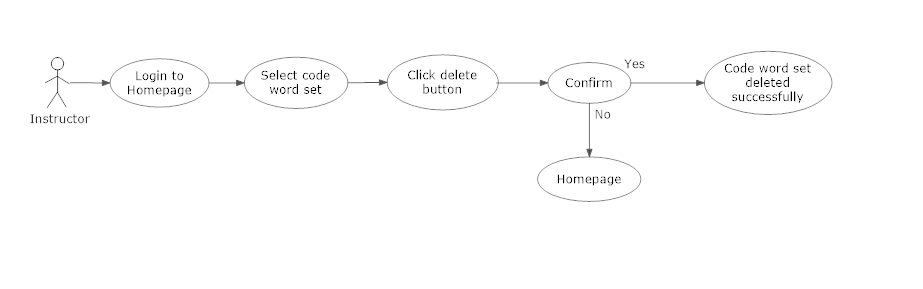 Instructor
Login to
Homepage
Select code
word set
Click delete
button
Confirm
Yes
No
Code word set
deleted
successfully
Homepage